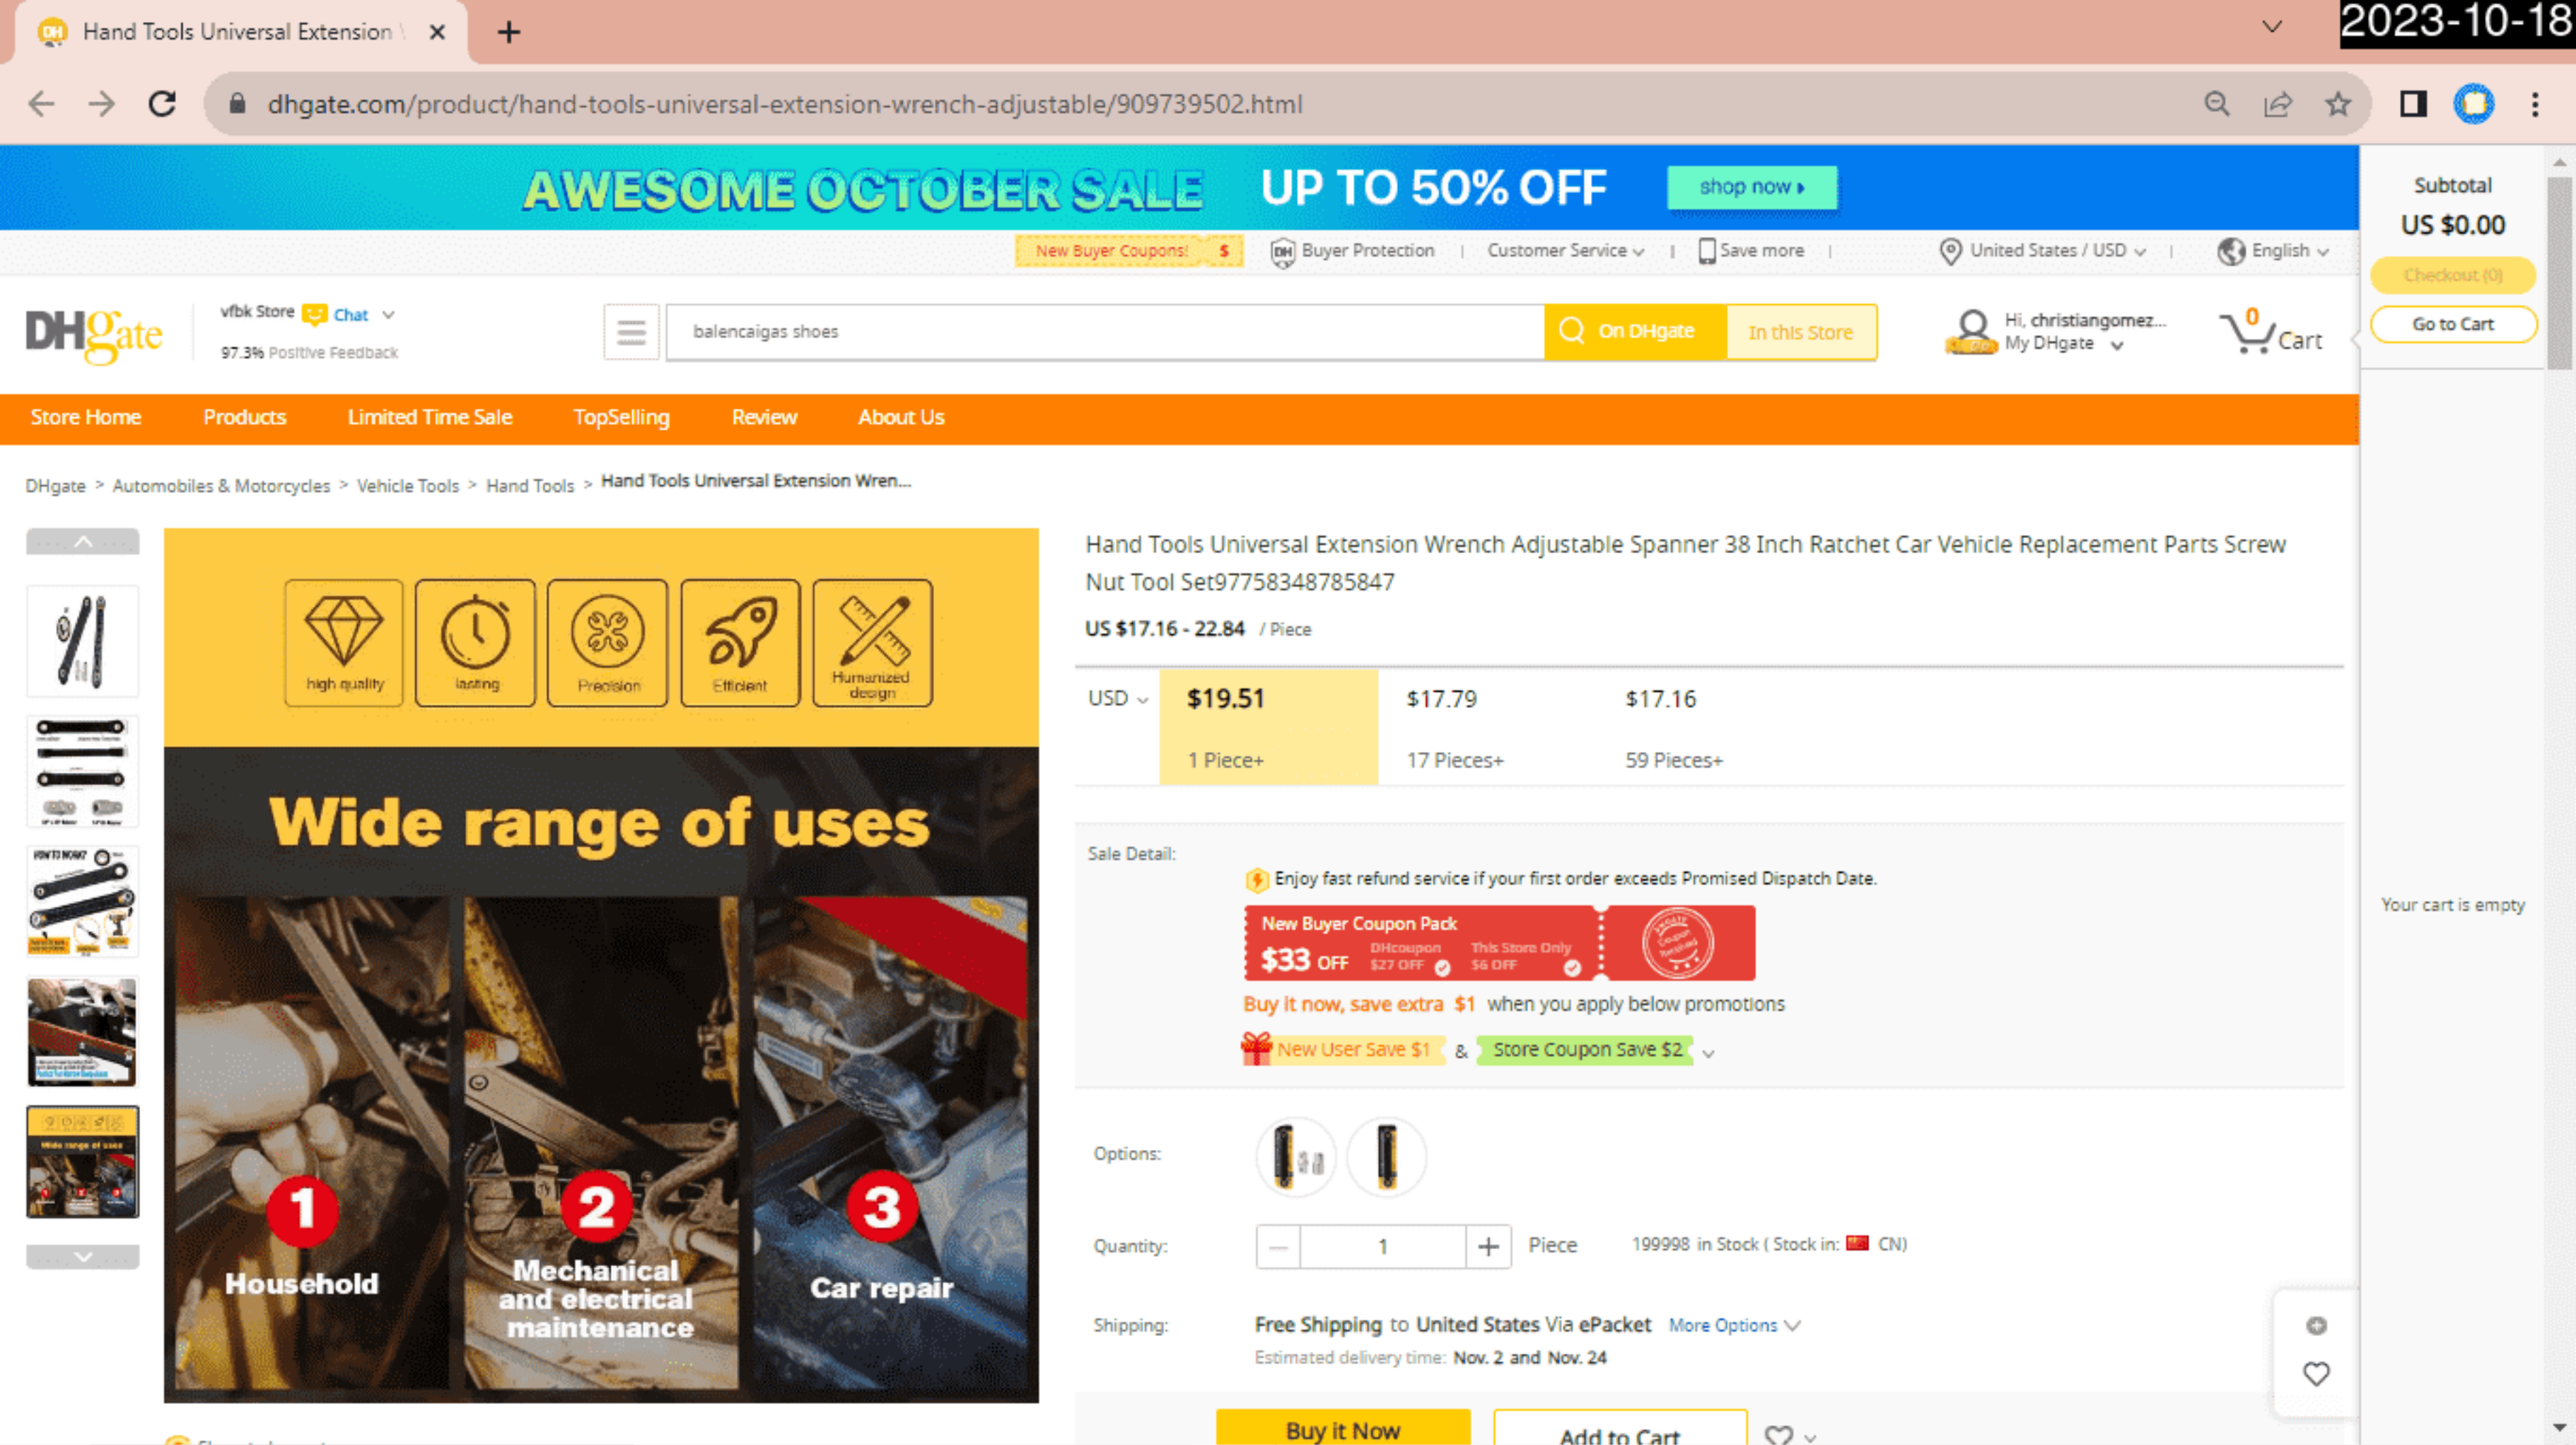 Hand Tools Universal Extension
2023-10-18
dhgate.com/product/hand-tools-universal-extension-wrench-adjustable/909739502.html
AWESOME OCTOBER SALE UP TO 50% OFF shop now
Subtotal
US $0.00
Checkout (0)
Go to Cart
New Buyer Coupons! $ DH Buyer Protection | Customer Service | Save more | United States / USD | English
DHgate
vfbk Store Chat
97.3% Positive Feedback
balencaigas shoes
On DHgate
In this Store
Hi, christiangomez...
My DHgate
0
Cart
Store Home Products Limited Time Sale TopSelling Review About Us
DHgate > Automobiles & Motorcycles > Vehicle Tools > Hand Tools > Hand Tools Universal Extension Wren...
high quality
lasting
Precision
Efficient
Humanized
design
Wide range of uses
1
Household
2
Mechanical
and electrical
maintenance
3
Car repair
HOW TO WORK?
Wide range of uses
Hand Tools Universal Extension Wrench Adjustable Spanner 38 Inch Ratchet Car Vehicle Replacement Parts Screw
Nut Tool Set97758348785847
US $17.16 - 22.84 / Piece
USD $19.51 $17.79 $17.16
1 Piece+ 17 Pieces+ 59 Pieces+
Sale Detail:
Enjoy fast refund service if your first order exceeds Promised Dispatch Date.
New Buyer Coupon Pack
$33 OFF
DHcoupon
$27 OFF
This Store Only
$6 OFF
DHgate
Coupon
Received
Buy it now, save extra $1 when you apply below promotions
New User Save $1 & Store Coupon Save $2
Options:
Quantity: — 1 + Piece 199998 in Stock ( Stock in: CN)
Shipping: Free Shipping to United States Via ePacket More Options
Estimated delivery time: Nov. 2 and Nov. 24
Buy it Now
Add to Cart
Your cart is empty